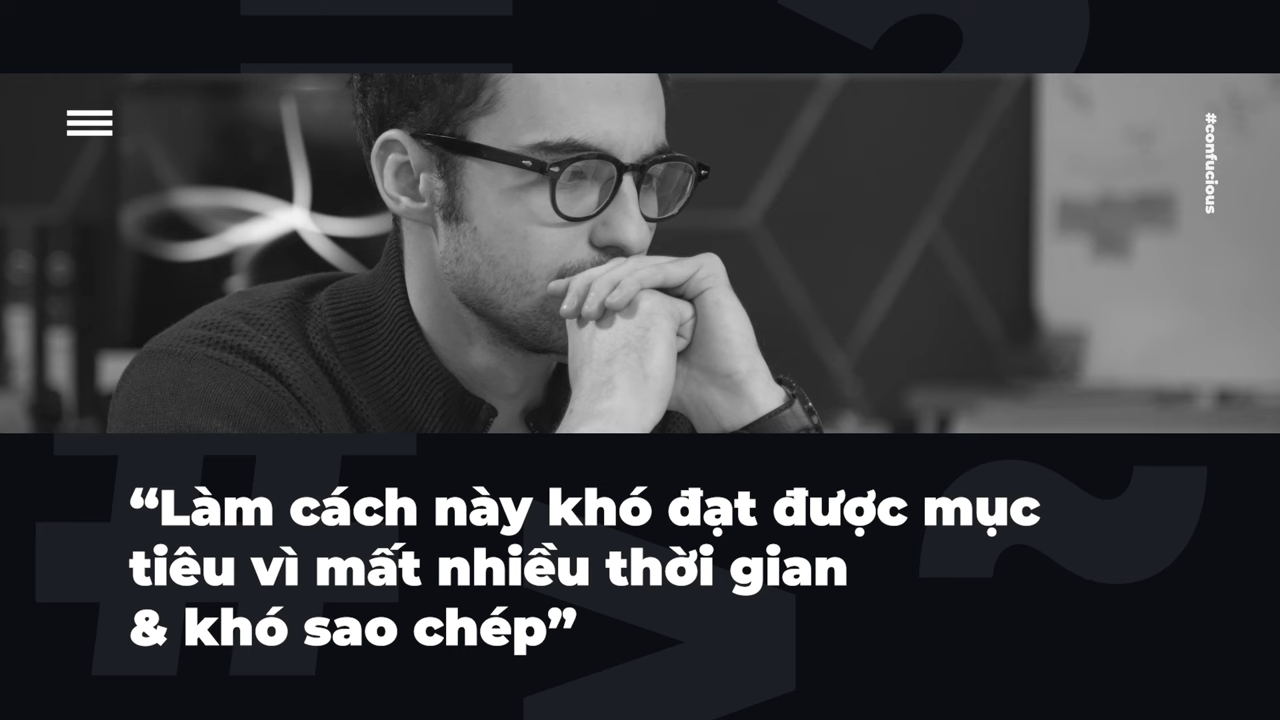 #confucious
“Làm cách này khó đạt được mục
tiêu vì mất nhiều thời gian
& khó sao chép”